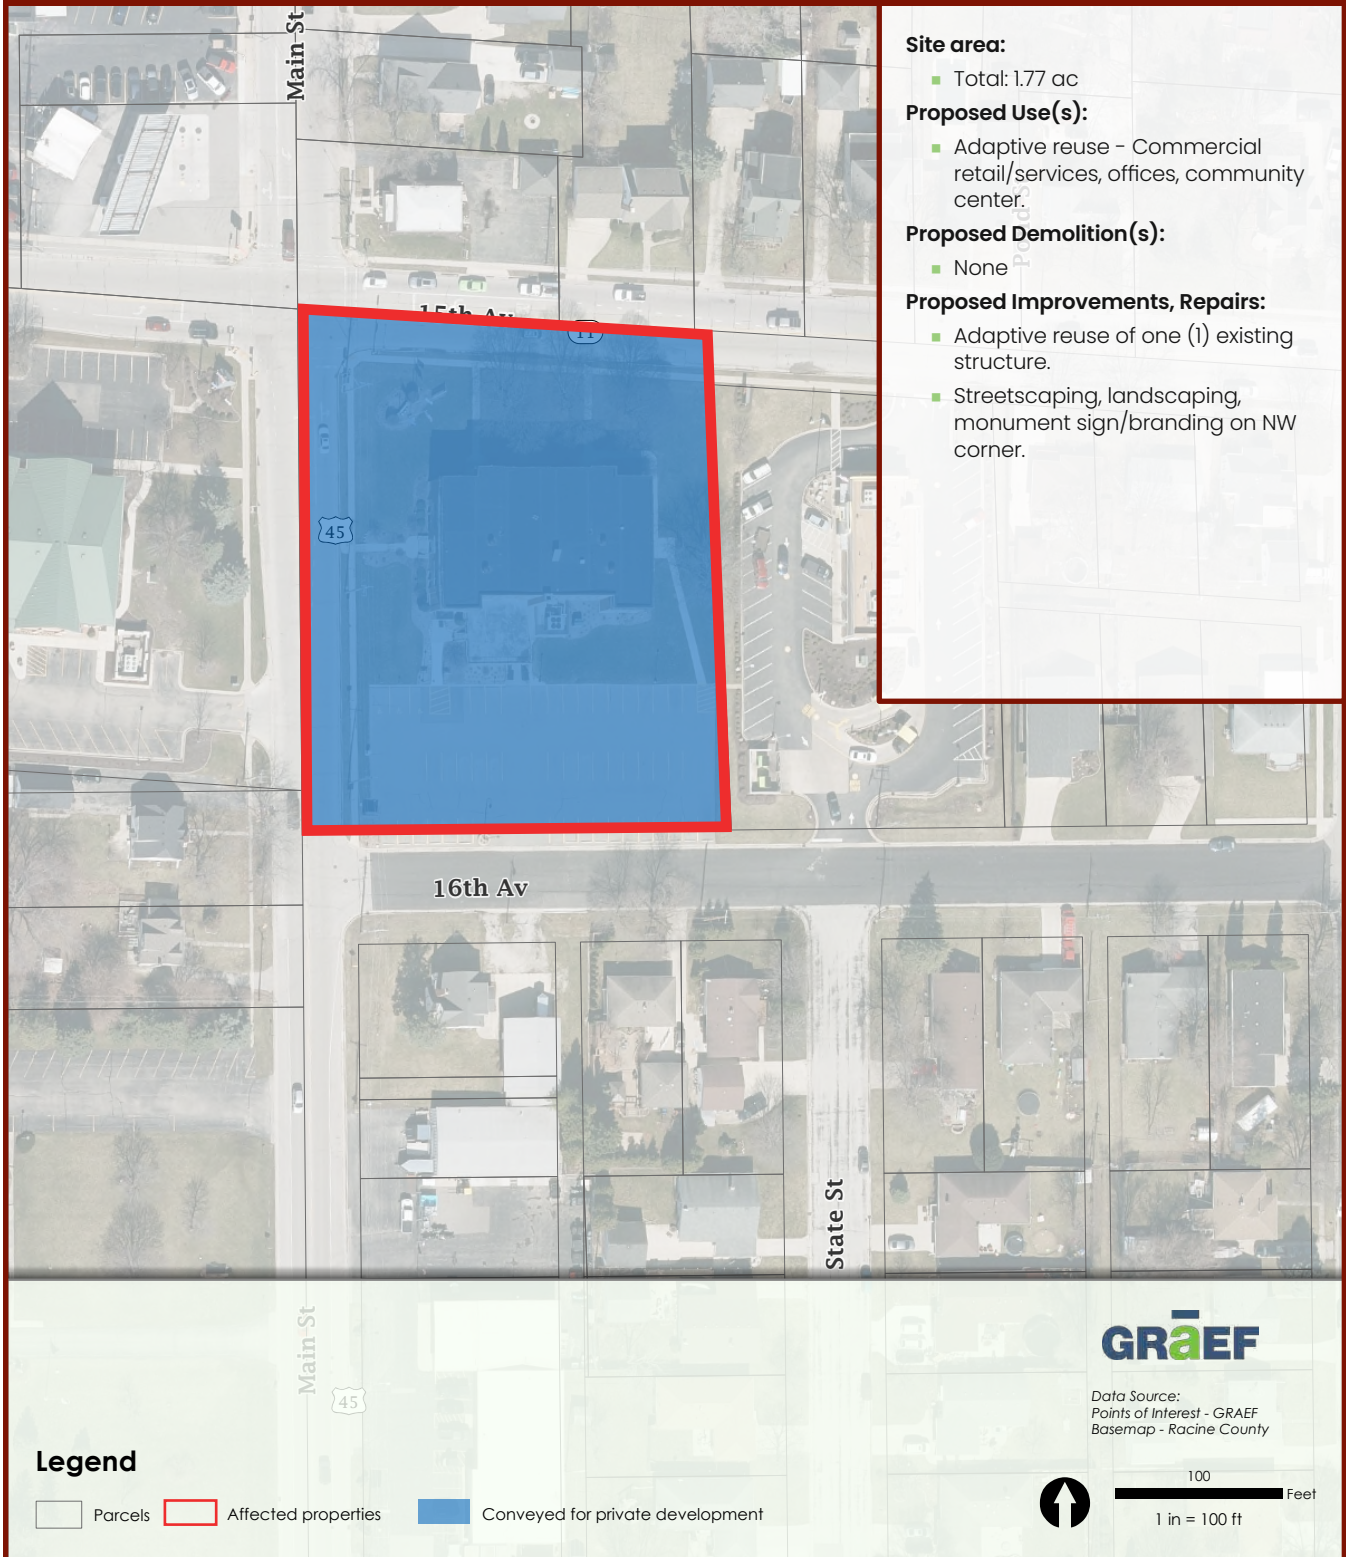 Main St
Site area:
Total: 1.77 ac
Proposed Use(s):
Adaptive reuse - Commercial
retail/services, offices, community
center.
Proposed Demolition(s):
None
Proposed Improvements, Repairs:
Adaptive reuse of one (1) existing
structure.
Streetscaping, landscaping,
monument sign/branding on NW
corner.
15th Av
11
45
16th Av
State St
Main St
45
GRAEF
Data Source:
Points of Interest - GRAEF
Basemap - Racine County
Legend
Parcels
Affected properties
Conveyed for private development
100
Feet
1 in = 100 ft